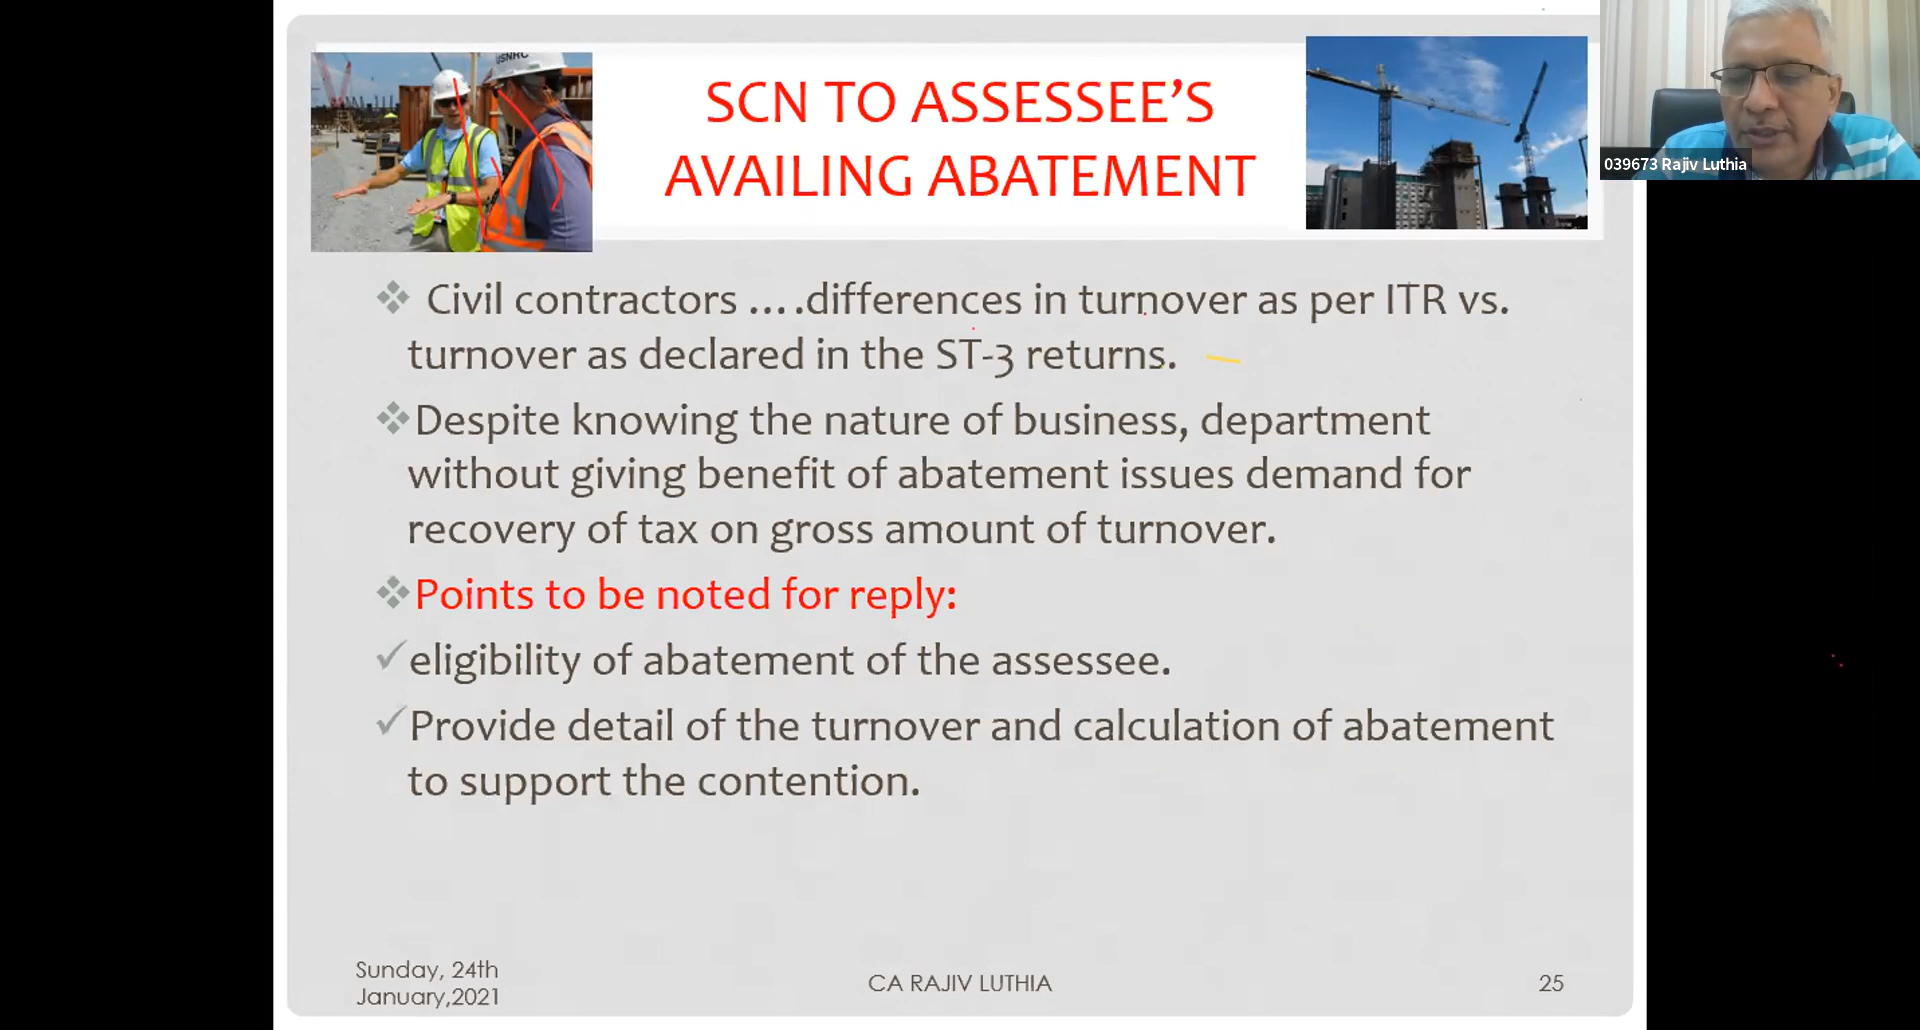 USNRC
SCN TO ASSESSEE’S
AVAILING ABATEMENT
039673 Rajiv Luthia
Civil contractors ... .differences in turnover as per ITR vs.
turnover as declared in the ST-3 returns.
Despite knowing the nature of business, department
without giving benefit of abatement issues demand for
recovery of tax on gross amount of turnover.
Points to be noted for reply:
eligibility of abatement of the assessee.
Provide detail of the turnover and calculation of abatement
to support the contention.
Sunday, 24th
January,2021
CA RAJIV LUTHIA
25